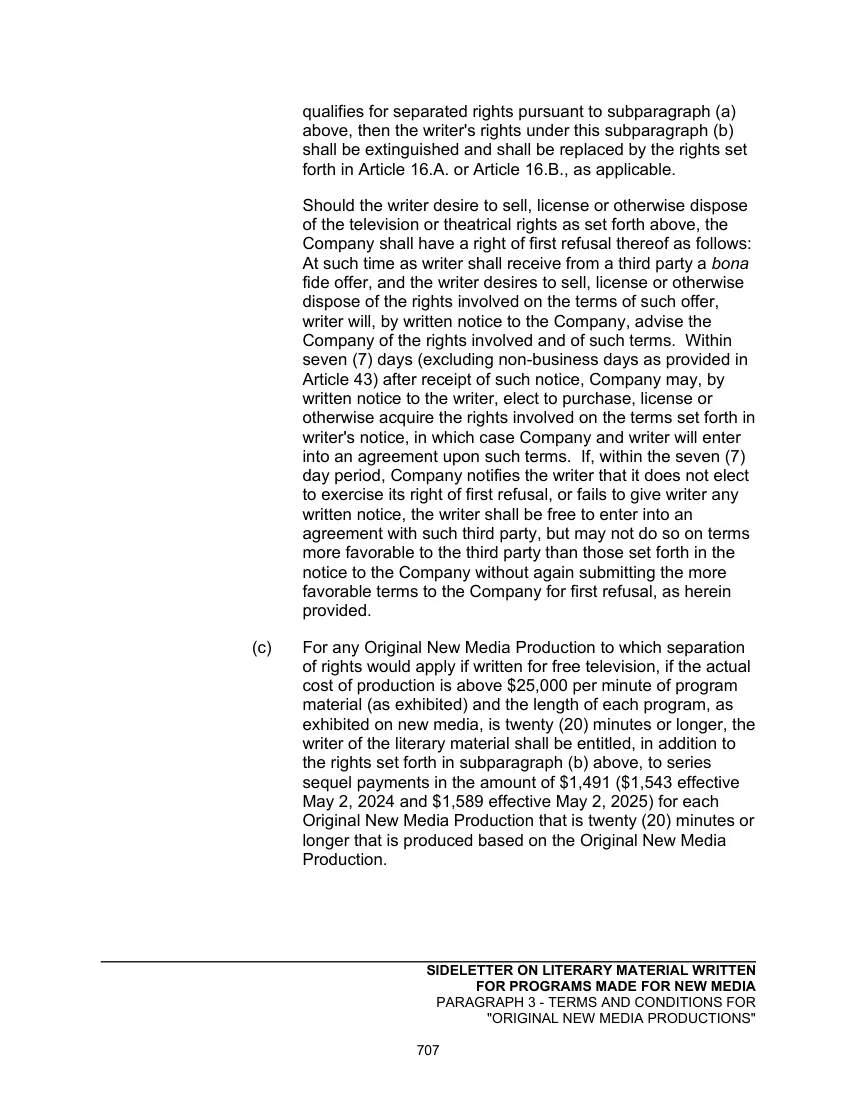 qualifies for separated rights pursuant to subparagraph (a)
above, then the writer's rights under this subparagraph (b)
shall be extinguished and shall be replaced by the rights set
forth in Article 16.A. or Article 16.B., as applicable.
Should the writer desire to sell, license or otherwise dispose
of the television or theatrical rights as set forth above, the
Company shall have a right of first refusal thereof as follows:
At such time as writer shall receive from a third party a bona
fide offer, and the writer desires to sell, license or otherwise
dispose of the rights involved on the terms of such offer,
writer will, by written notice to the Company, advise the
Company of the rights involved and of such terms.  Within
seven (7) days (excluding non-business days as provided in
Article 43) after receipt of such notice, Company may, by
written notice to the writer, elect to purchase, license or
otherwise acquire the rights involved on the terms set forth in
writer's notice, in which case Company and writer will enter
into an agreement upon such terms.  If, within the seven (7)
day period, Company notifies the writer that it does not elect
to exercise its right of first refusal, or fails to give writer any
written notice, the writer shall be free to enter into an
agreement with such third party, but may not do so on terms
more favorable to the third party than those set forth in the
notice to the Company without again submitting the more
favorable terms to the Company for first refusal, as herein
provided.
(c) For any Original New Media Production to which separation
of rights would apply if written for free television, if the actual
cost of production is above $25,000 per minute of program
material (as exhibited) and the length of each program, as
exhibited on new media, is twenty (20) minutes or longer, the
writer of the literary material shall be entitled, in addition to
the rights set forth in subparagraph (b) above, to series
sequel payments in the amount of $1,491 ($1,543 effective
May 2, 2024 and $1,589 effective May 2, 2025) for each
Original New Media Production that is twenty (20) minutes or
longer that is produced based on the Original New Media
Production.
SIDELETTER ON LITERARY MATERIAL WRITTEN
FOR PROGRAMS MADE FOR NEW MEDIA
PARAGRAPH 3 - TERMS AND CONDITIONS FOR
"ORIGINAL NEW MEDIA PRODUCTIONS"
707